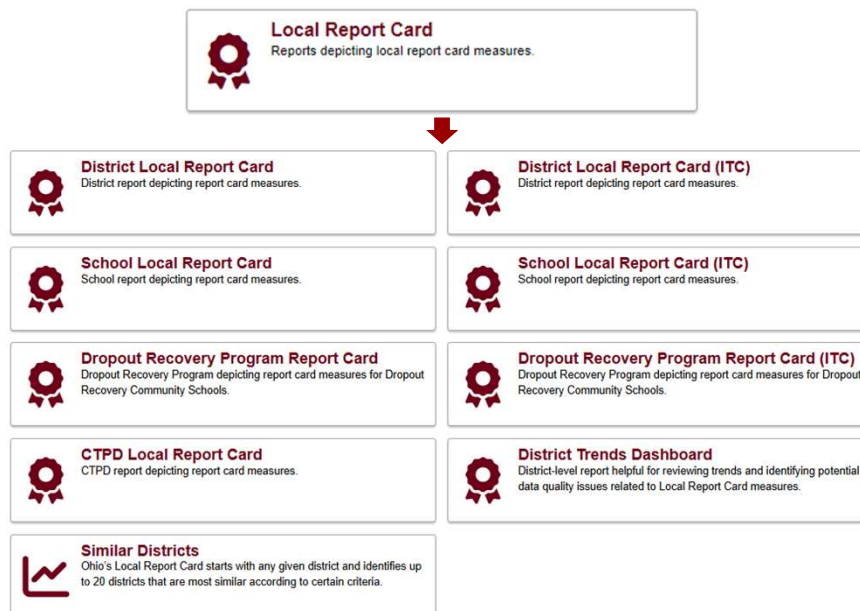 Local Report Card
Reports depicting local report card measures.
District Local Report Card
District report depicting report card measures.
District Local Report Card (ITC)
District report depicting report card measures.
School Local Report Card
School report depicting report card measures.
School Local Report Card (ITC)
School report depicting report card measures.
Dropout Recovery Program Report Card
Dropout Recovery Program depicting report card measures for Dropout
Recovery Community Schools.
Dropout Recovery Program Report Card (ITC)
Dropout Recovery Program depicting report card measures for Dropout
Recovery Community Schools.
CTPD Local Report Card
CTPD report depicting report card measures.
District Trends Dashboard
District-level report helpful for reviewing trends and identifying potential
data quality issues related to Local Report Card measures.
Similar Districts
Ohio's Local Report Card starts with any given district and identifies up
to 20 districts that are most similar according to certain criteria.